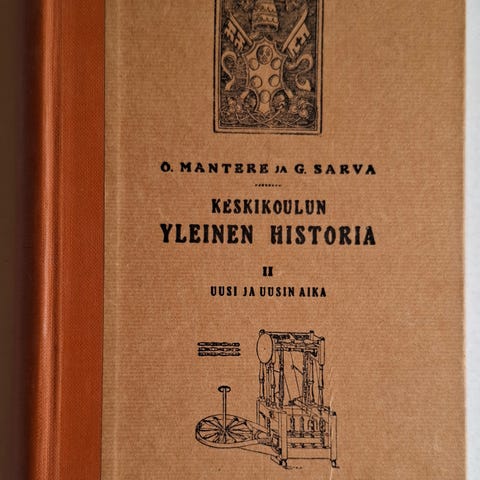 O. MANTERE JA G. SARVA
KESKIKOULUN
YLEINEN HISTORIA
II
UUSI JA UUSIN AIKA